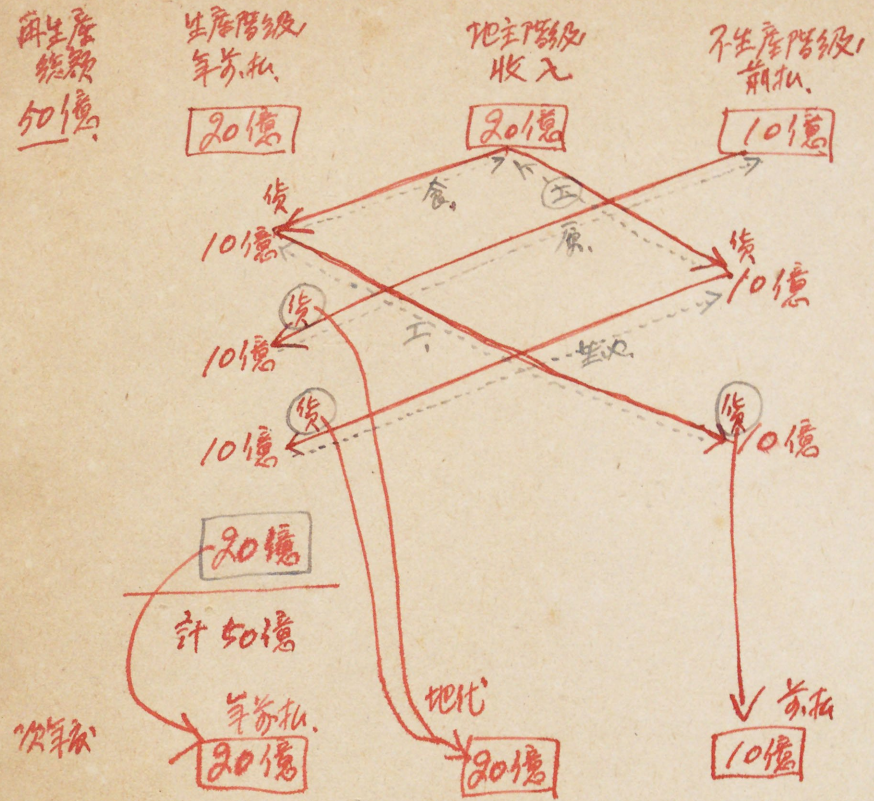 再生産
総額
50億
生産階級
年前払
20億
地主階級
収入
20億
不生産階級
前払
10億
貨
10億
食
工
原
貨
10億
貨
10億
工
貨
10億
貨
10億
貨
10億
20億
計 50億
次年度
年前払
20億
地代
20億
前払
10億